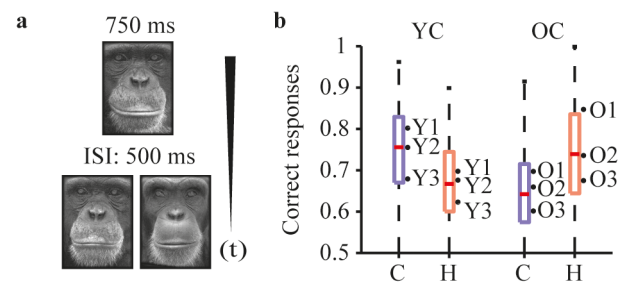 a
750 ms
ISI: 500 ms
(t)
b
YC OC
Correct responses
1
0.9
0.8
0.7
0.6
0.5
Y1
Y2
Y3
Y1
Y2
Y3
O1
O2
O3
O1
O2
O3
C H C H